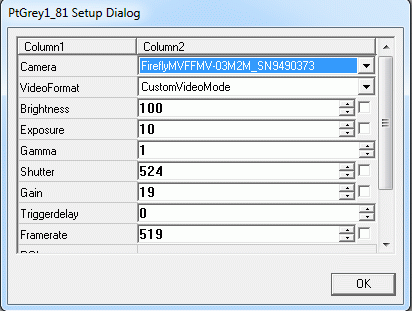 PtGrey1_81 Setup Dialog
Column1 Column2
Camera FireflyMVFFMV-03M2M_SN9490373
VideoFormat CustomVideoMode
Brightness 100
Exposure 10
Gamma 1
Shutter 524
Gain 19
Triggerdelay 0
Framerate 519
OK